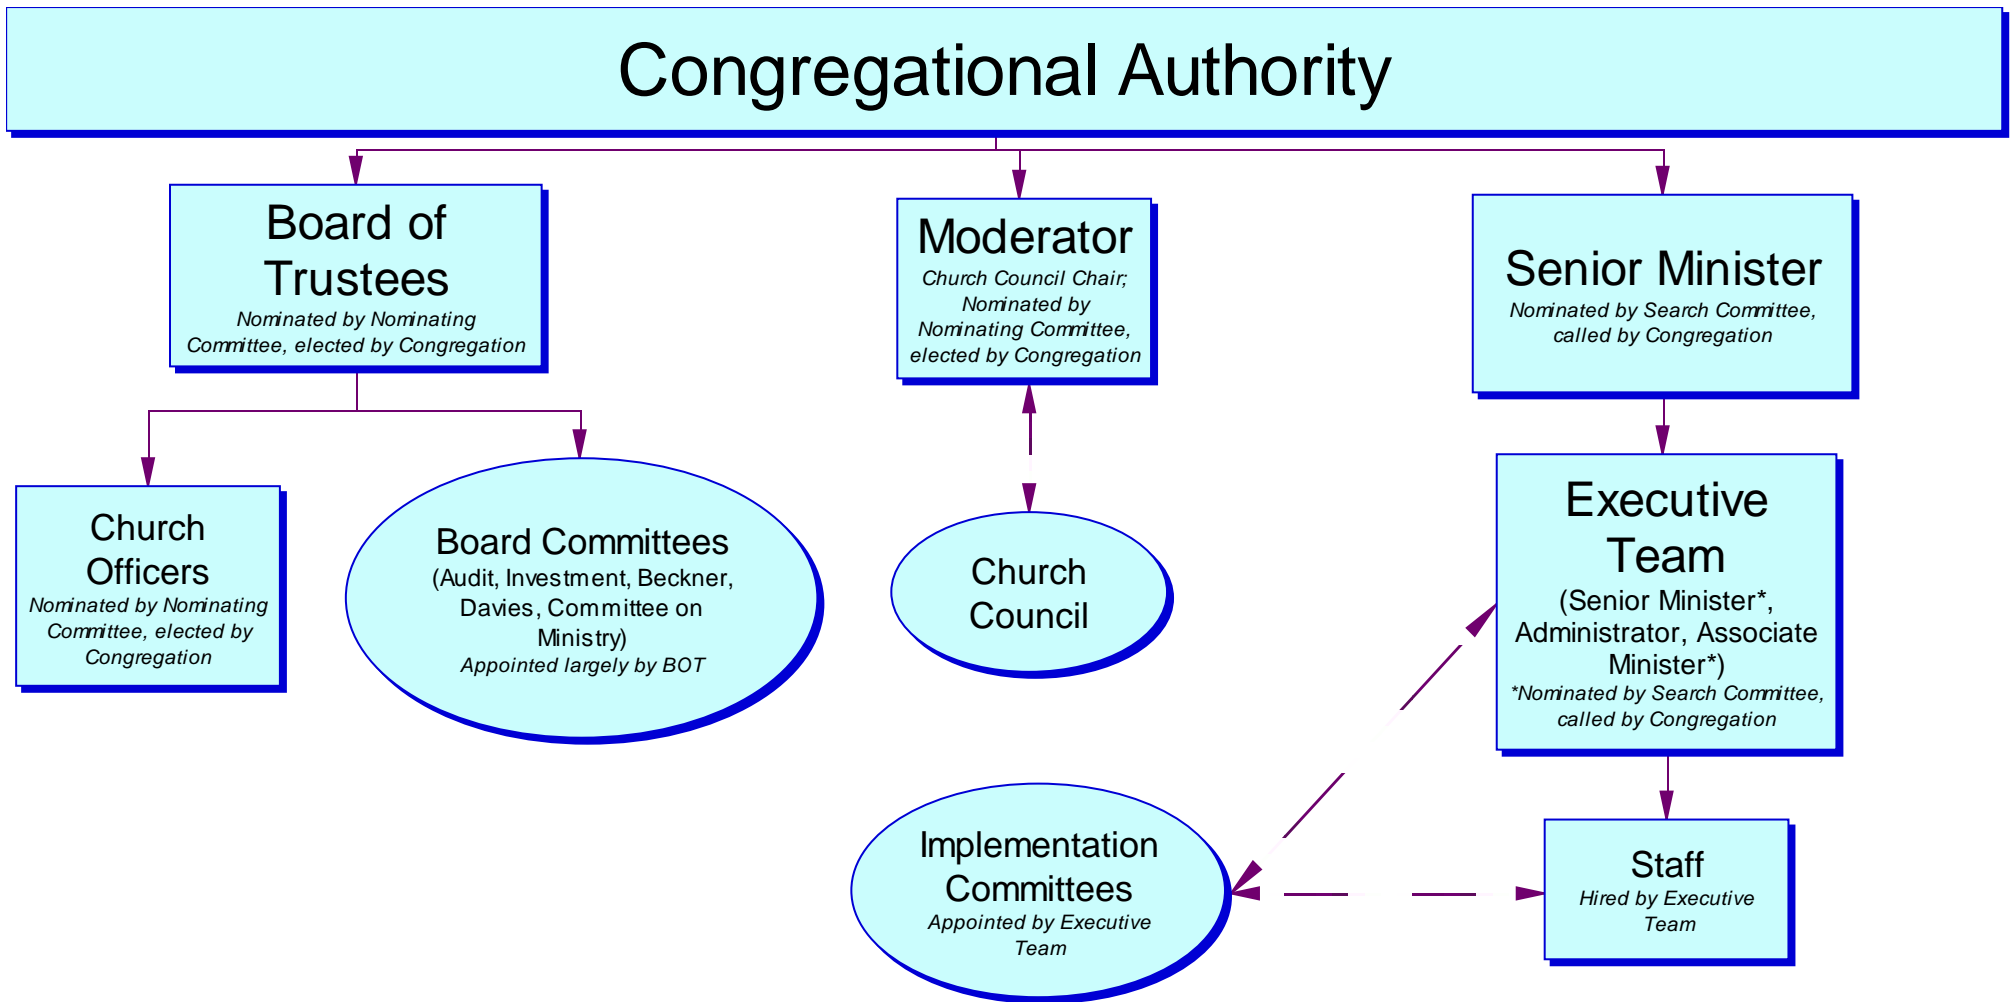 Congregational Authority
Board of
Trustees
Nominated by Nominating
Committee, elected by Congregation
Moderator
Church Council Chair;
Nominated by
Nominating Committee,
elected by Congregation
Senior Minister
Nominated by Search Committee,
called by Congregation
Church
Officers
Nominated by Nominating
Committee, elected by
Congregation
Board Committees
(Audit, Investment, Beckner,
Davies, Committee on
Ministry)
Appointed largely by BOT
Church
Council
Executive
Team
(Senior Minister*,
Administrator, Associate
Minister*)
*Nominated by Search Committee,
called by Congregation
Implementation
Committees
Appointed by Executive
Team
Staff
Hired by Executive
Team